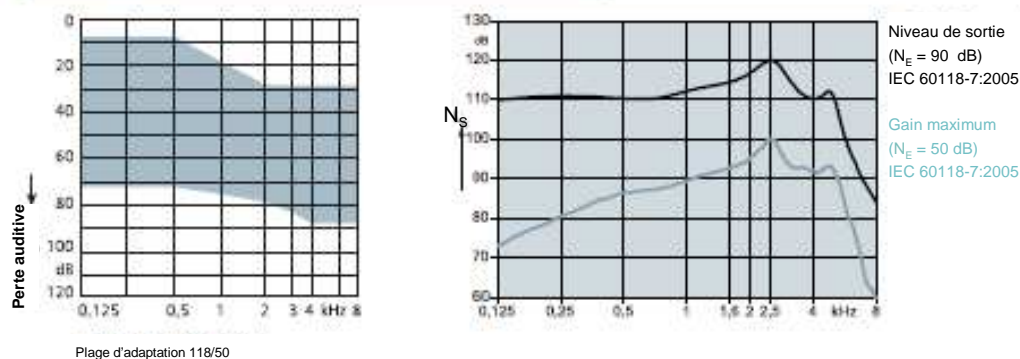 0
20
40
60
80
100
dB
120
Perte auditive
0,125 0,5 1 2 3 4 kHz 8
Plage d'adaptation 118/50
130
dB
120
110
100
90
80
70
60
NS
0,125 0,25 0,5 1 1,6 2 2,5 4 kHz 8
Niveau de sortie
(NE = 90 dB)
IEC 60118-7:2005
Gain maximum
(NE = 50 dB)
IEC 60118-7:2005